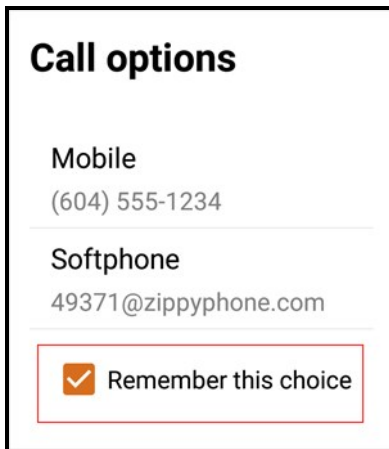 Call options
Mobile
(604) 555-1234
Softphone
49371@zippyphone.com
Remember this choice